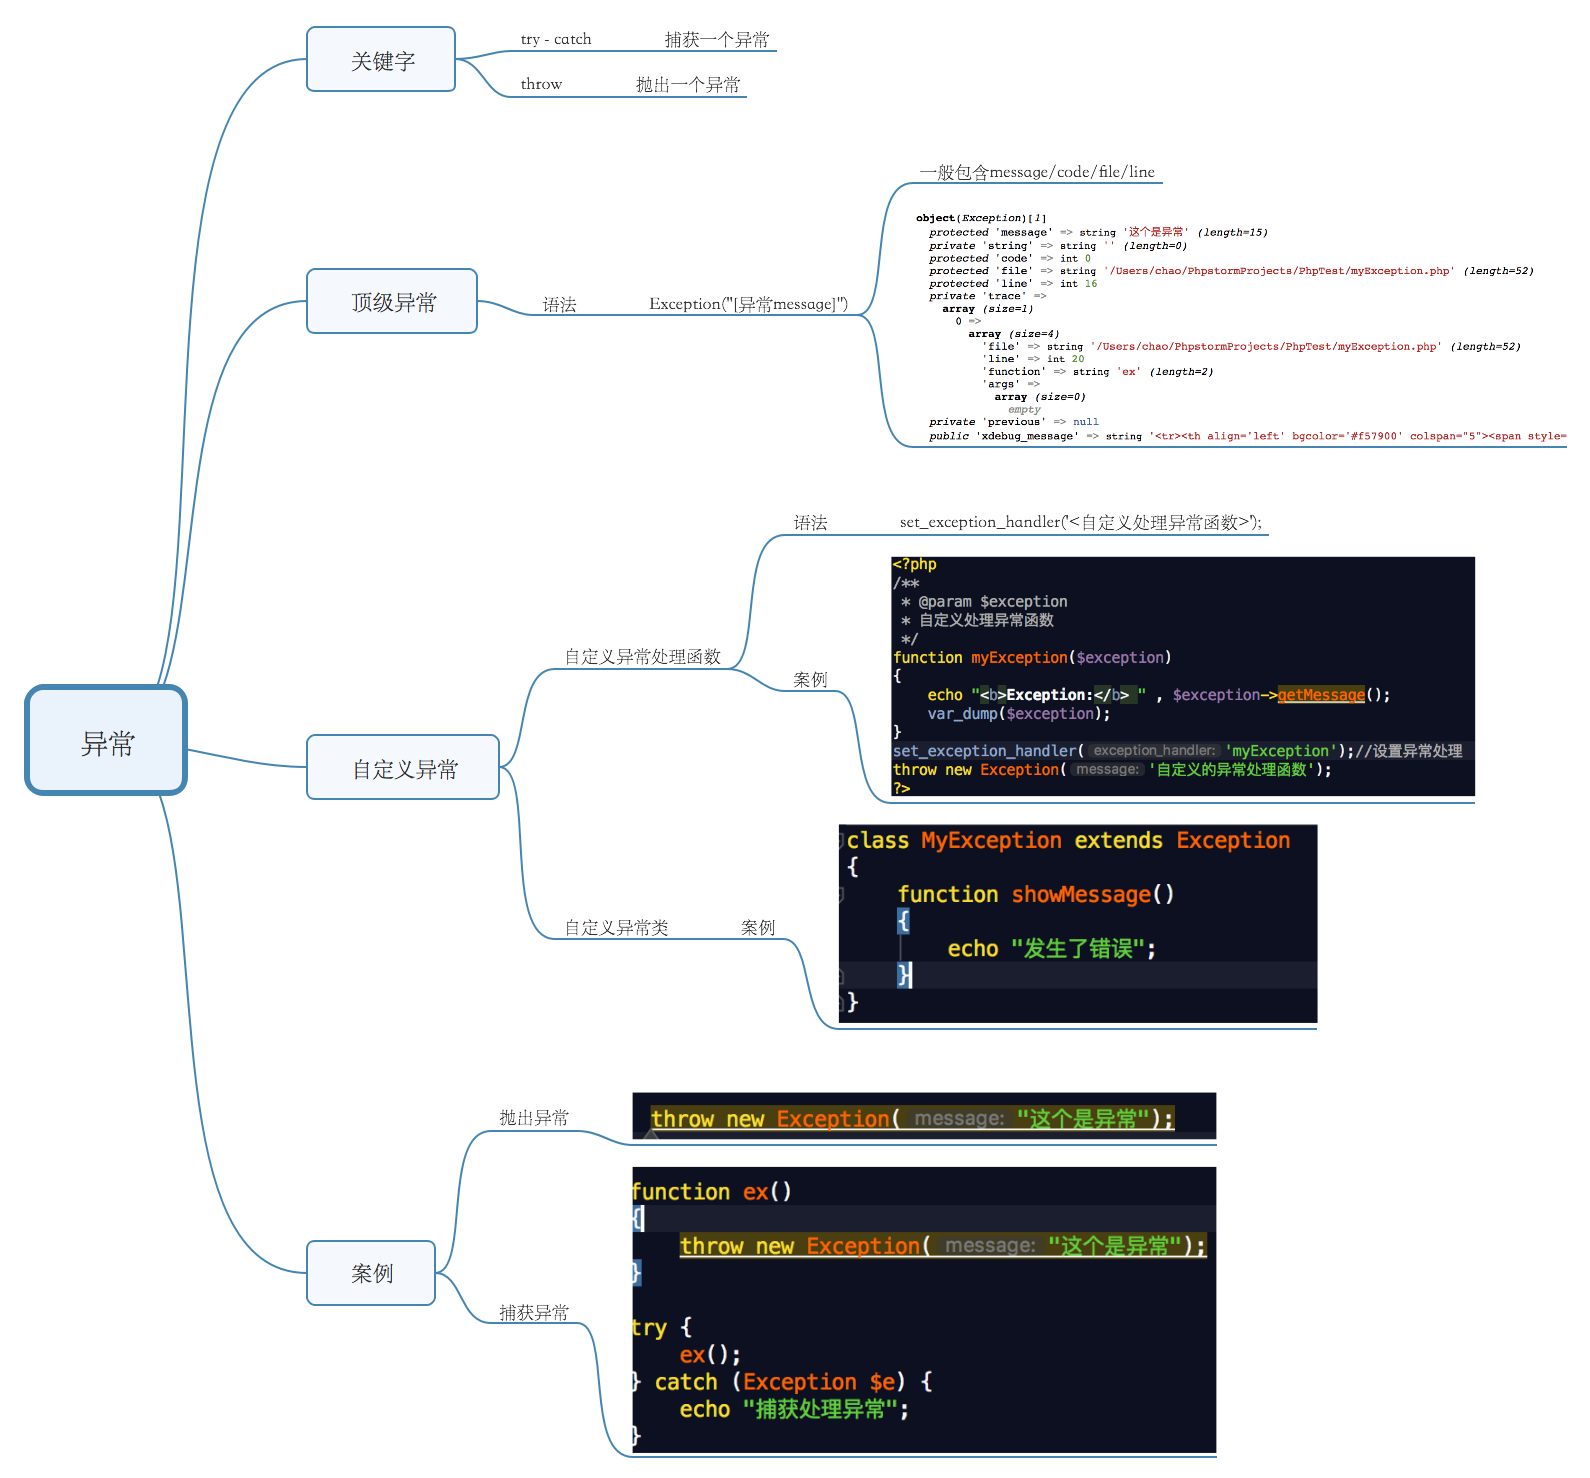 异常
关键字
try - catch 捕获一个异常
throw 抛出一个异常
顶级异常
语法 Exception("[异常message]")
一般包含message/code/file/line
object(Exception)[1]
protected 'message' => string '这个是异常' (length=15)
private 'string' => string '' (length=0)
protected 'code' => int 0
protected 'file' => string '/Users/chao/PhpstormProjects/PhpTest/myException.php' (length=52)
protected 'line' => int 16
private 'trace' =>
array (size=1)
0 =>
array (size=4)
'file' => string '/Users/chao/PhpstormProjects/PhpTest/myException.php' (length=52)
'line' => int 20
'function' => string 'ex' (length=2)
'args' =>
array (size=0)
empty
private 'previous' => null
public 'xdebug_message' => string '<tr><th align='left' bgcolor='#f57900' colspan="5"><span style=
自定义异常
自定义异常处理函数
语法 set_exception_handler('<自定义处理异常函数>');
案例
<?php
/**
* @param $exception
* 自定义处理异常函数
*/
function myException($exception)
{
echo "<b>Exception:</b> " , $exception->getMessage();
var_dump($exception);
}
set_exception_handler( exception_handler: 'myException');//设置异常处理
throw new Exception( message: '自定义的异常处理函数');
?>
自定义异常类 案例
class MyException extends Exception
{
function showMessage()
{
echo "发生了错误";
}
}
案例
抛出异常
throw new Exception( message: "这个是异常");
捕获异常
function ex()
{
throw new Exception( message: "这个是异常");
}
try {
ex();
} catch (Exception $e) {
echo "捕获处理异常";
}